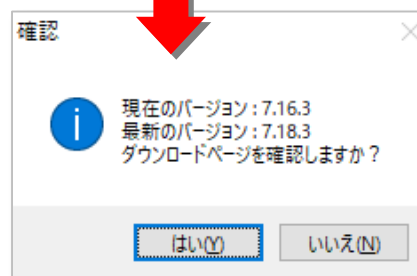 確認
現在のバージョン : 7.16.3
最新のバージョン : 7.18.3
ダウンロードページを確認しますか？
はい(Y)
いいえ(N)